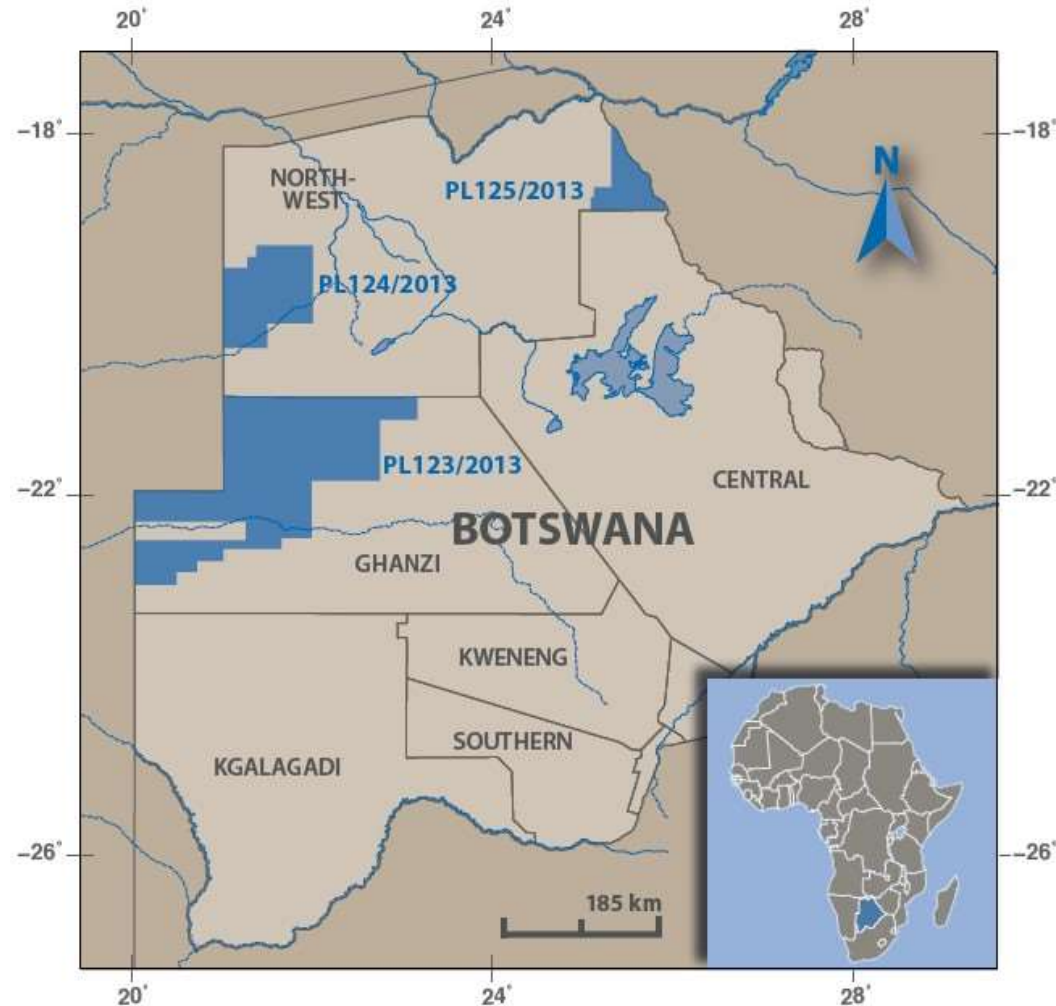 20°
24°
28°
–18°
–18°
N
NORTH-
WEST
PL125/2013
PL124/2013
PL123/2013
–22°
–22°
CENTRAL
BOTSWANA
GHANZI
KWENENG
SOUTHERN
KGALAGADI
–26°
–26°
185 km
20°
24°
28°